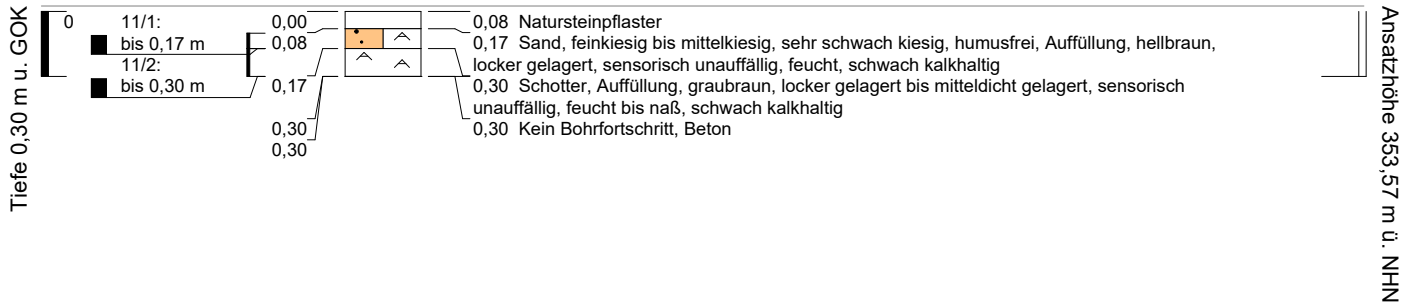 Tiefe 0,30 m u. GOK
0
11/1:
bis 0,17 m
11/2:
bis 0,30 m
0,00
0,08
0,17
0,30
0,30
0,08 Natursteinpflaster
0,17 Sand, feinkiesig bis mittelkiesig, sehr schwach kiesig, humusfrei, Auffüllung, hellbraun,
locker gelagert, sensorisch unauffällig, feucht, schwach kalkhaltig
0,30 Schotter, Auffüllung, graubraun, locker gelagert bis mitteldicht gelagert, sensorisch
unauffällig, feucht bis naß, schwach kalkhaltig
0,30 Kein Bohrfortschritt, Beton
Ansatzhöhe 353,57 m ü. NHN